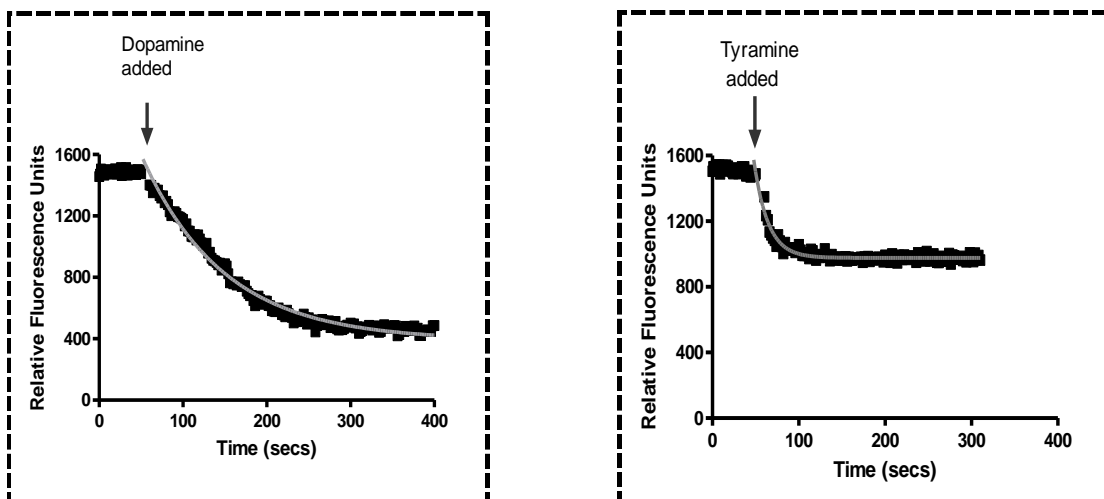 Dopamine
added
1600
1200
800
400
0
Relative Fluorescence Units
0 100 200 300 400
Time (secs)
Tyramine
added
1600
1200
800
400
0
Relative Fluorescence Units
0 100 200 300 400
Time (secs)